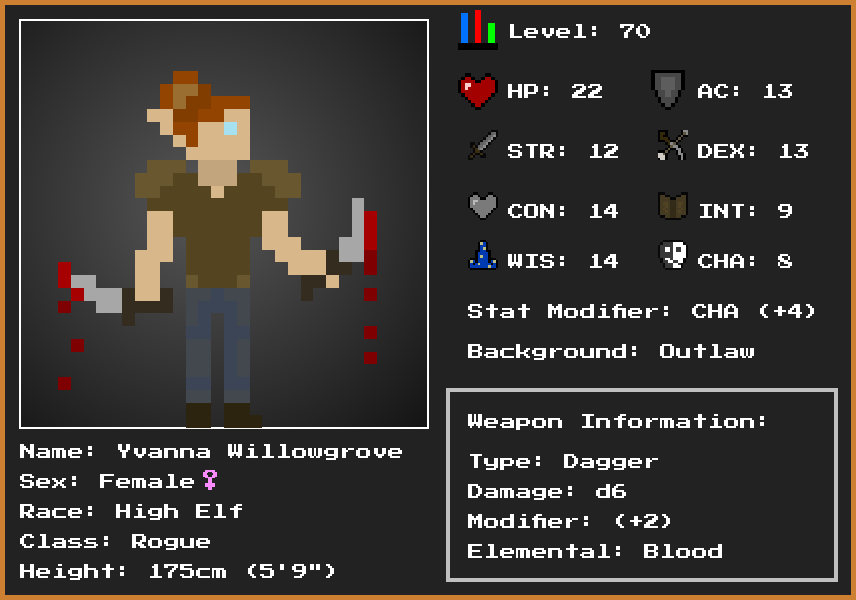 Level: 70
HP: 22 AC: 13
STR: 12 DEX: 13
CON: 14 INT: 9
WIS: 14 CHA: 8
Stat Modifier: CHA (+4)
Background: Outlaw
Weapon Information:
Type: Dagger
Damage: d6
Modifier: (+2)
Elemental: Blood
Name: Yvanna Willowgrove
Sex: Female♀
Race: High Elf
Class: Rogue
Height: 175cm (5'9")